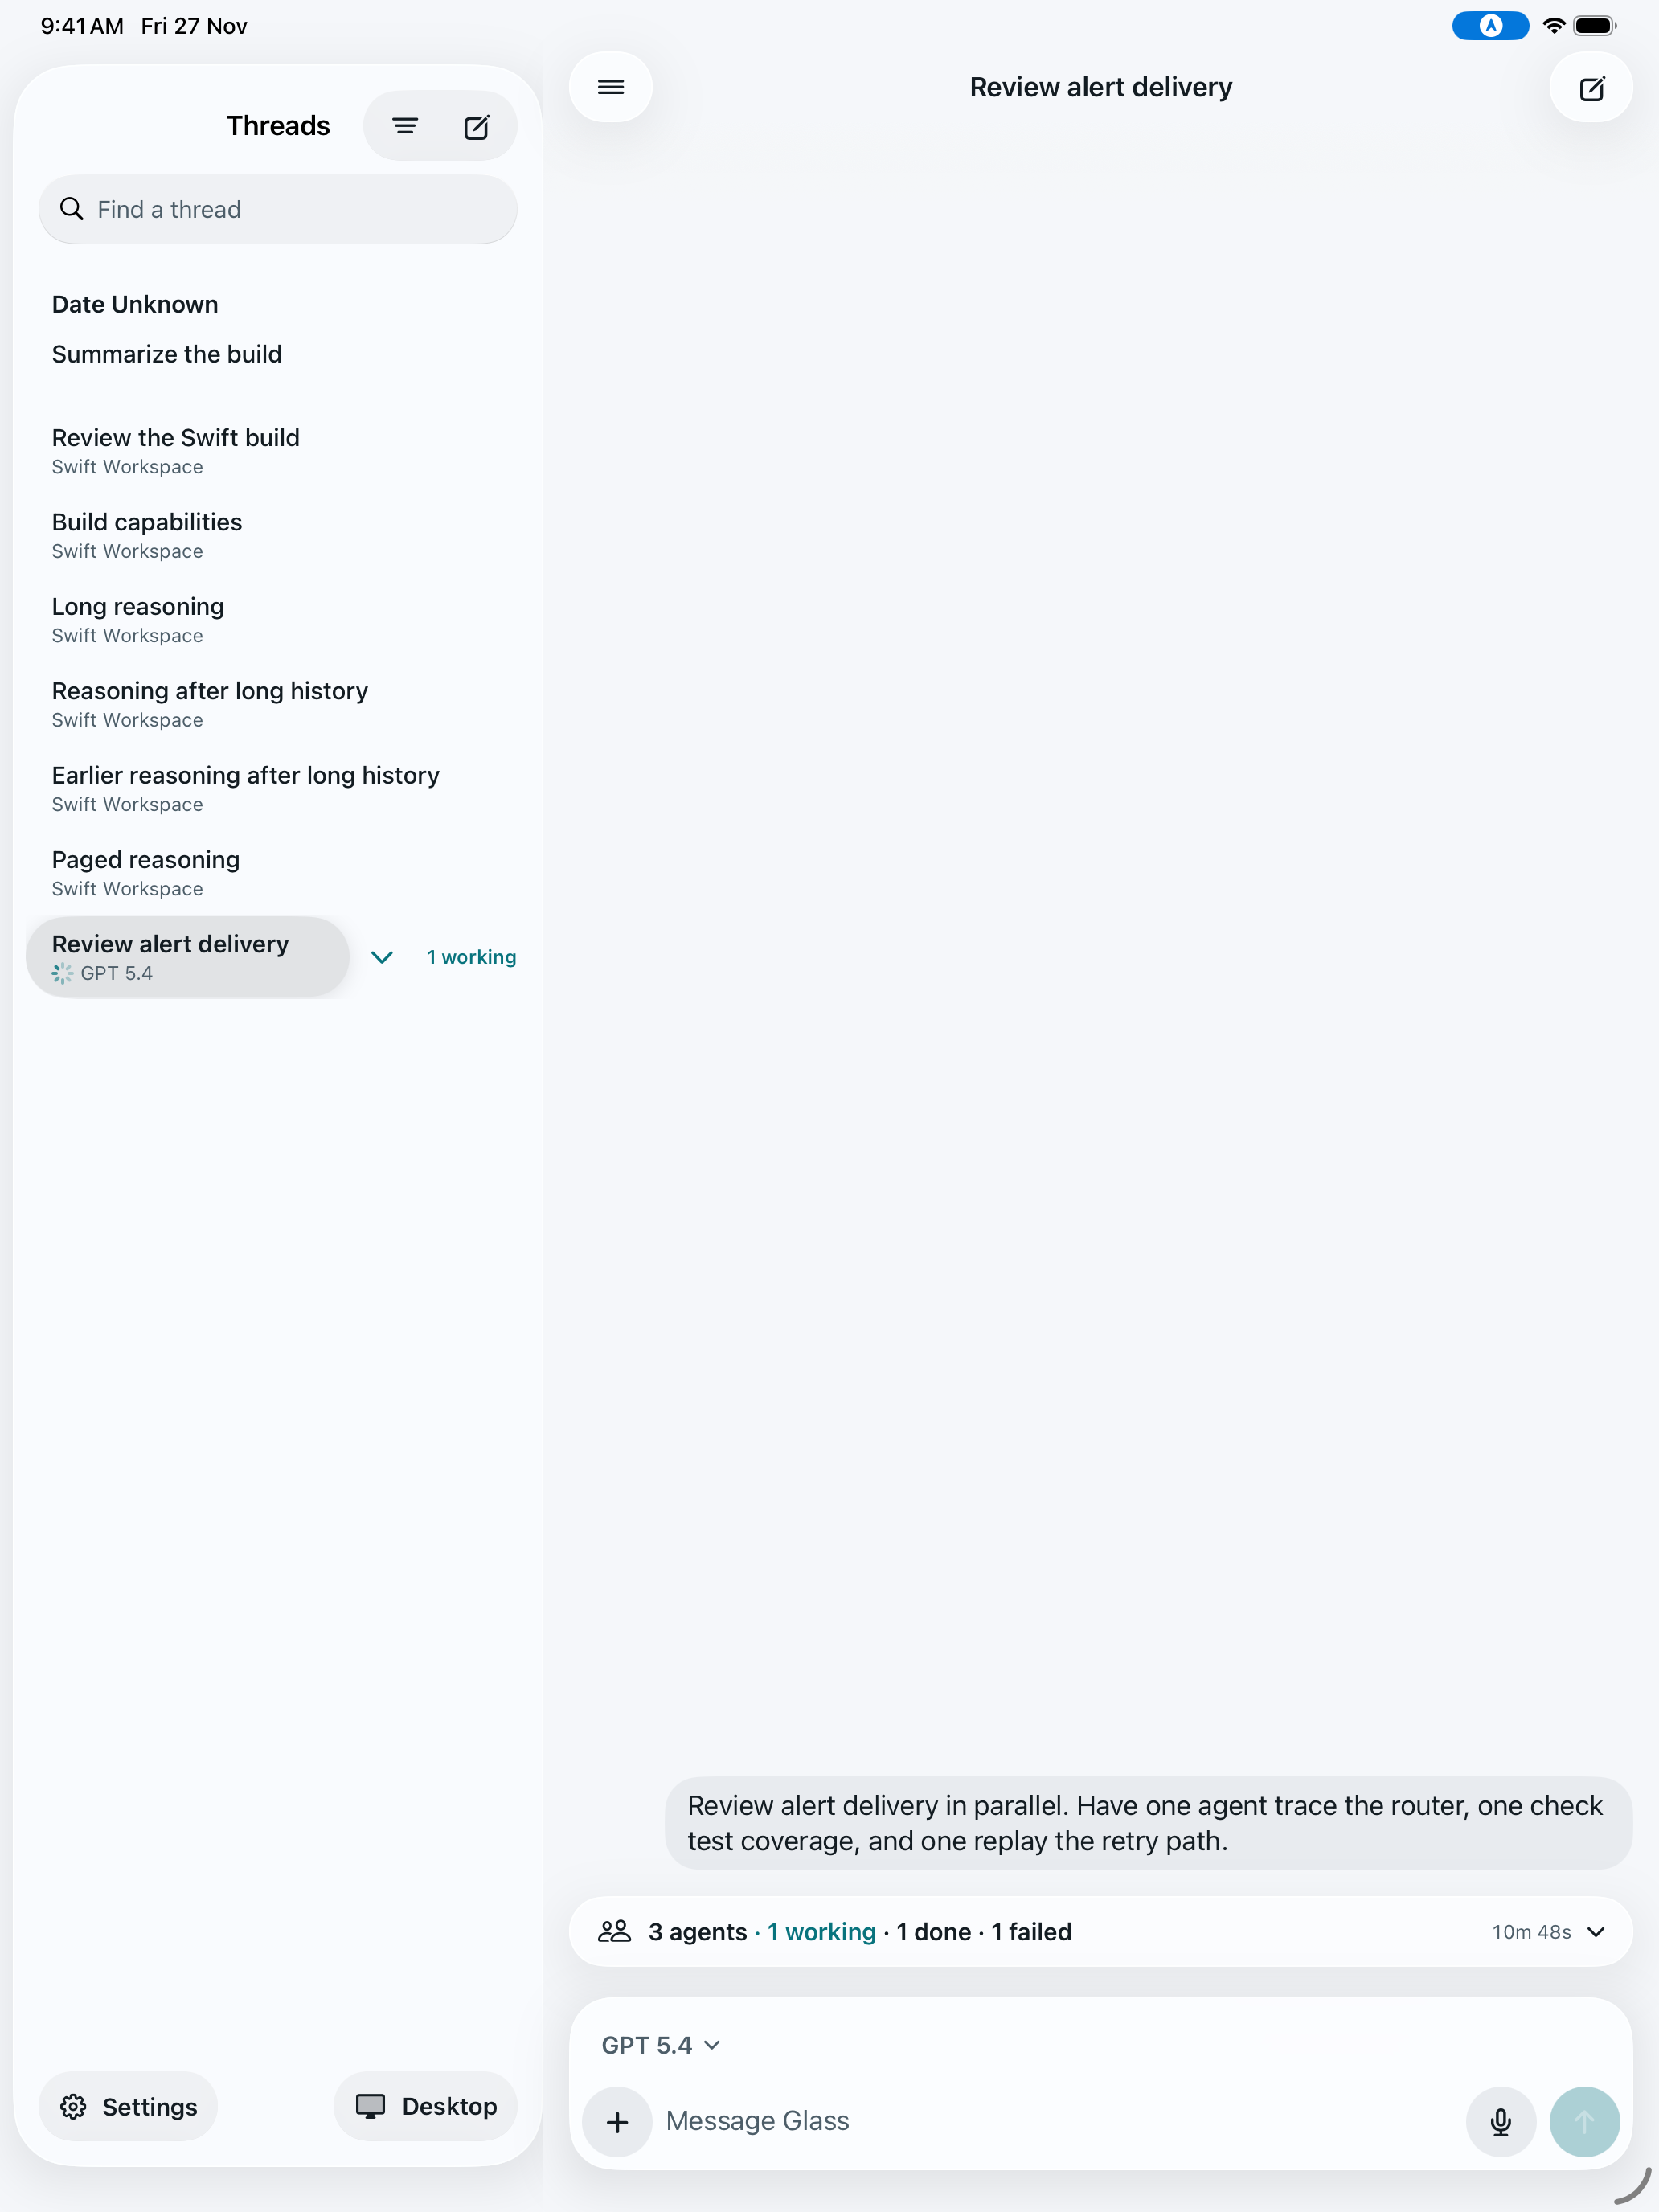 9:41 AM Fri 27 Nov
Threads
Find a thread
Date Unknown
Summarize the build
Review the Swift build
Swift Workspace
Build capabilities
Swift Workspace
Long reasoning
Swift Workspace
Reasoning after long history
Swift Workspace
Earlier reasoning after long history
Swift Workspace
Paged reasoning
Swift Workspace
Review alert delivery
GPT 5.4
1 working
Settings
Desktop
Review alert delivery
Review alert delivery in parallel. Have one agent trace the router, one check
test coverage, and one replay the retry path.
3 agents · 1 working · 1 done · 1 failed
10m 48s
GPT 5.4
Message Glass